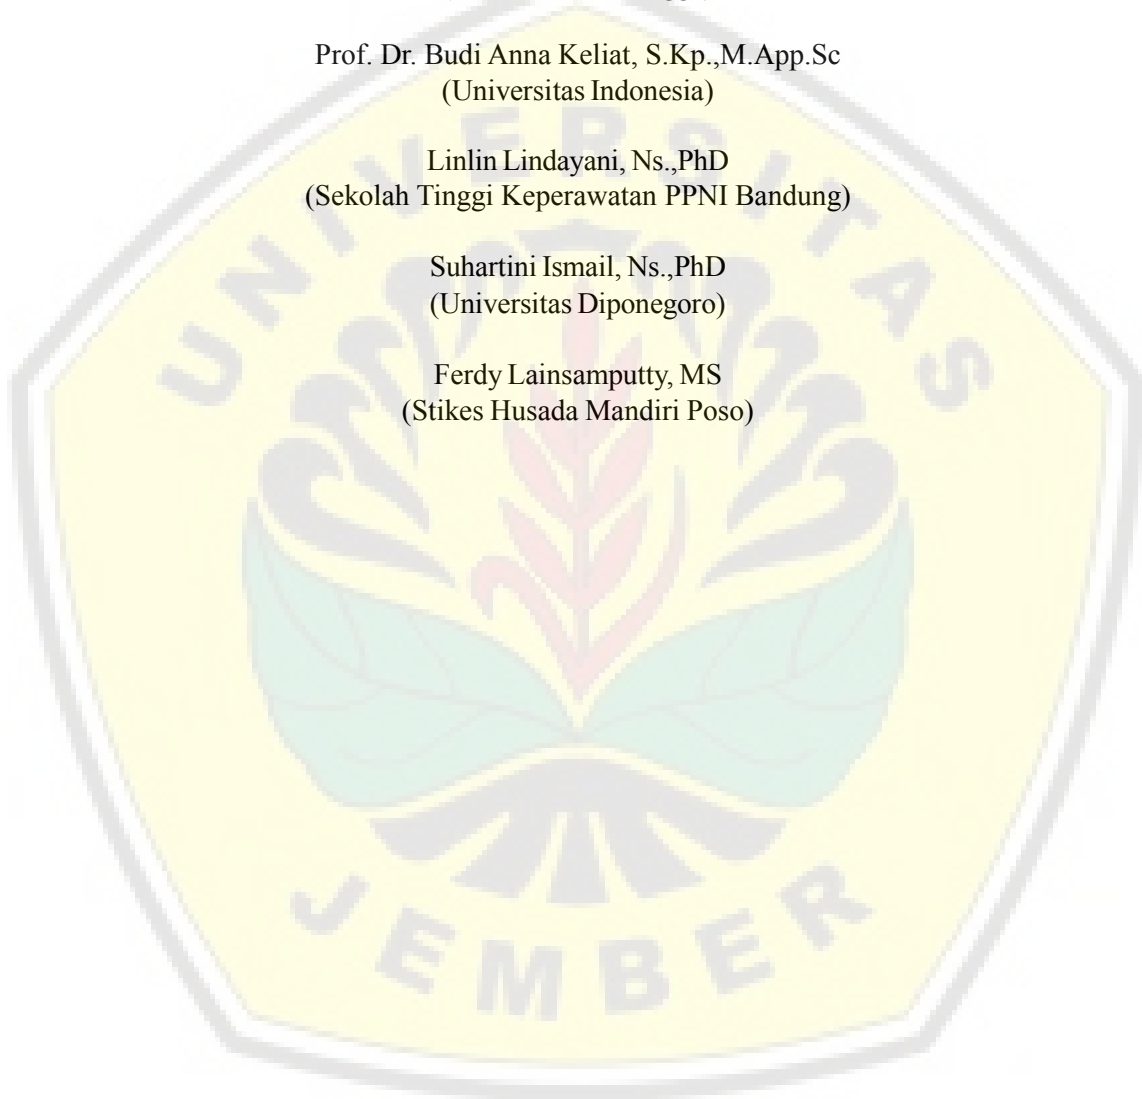 Prof. Dr. Budi Anna Keliat, S.Kp.,M.App.Sc
(Universitas Indonesia)
Linlin Lindayani, Ns.,PhD
(Sekolah Tinggi Keperawatan PPNI Bandung)
Suhartini Ismail, Ns.,PhD
(Universitas Diponegoro)
Ferdy Lainsamputty, MS
(Stikes Husada Mandiri Poso)
UNIVERSITAS
JEMBER